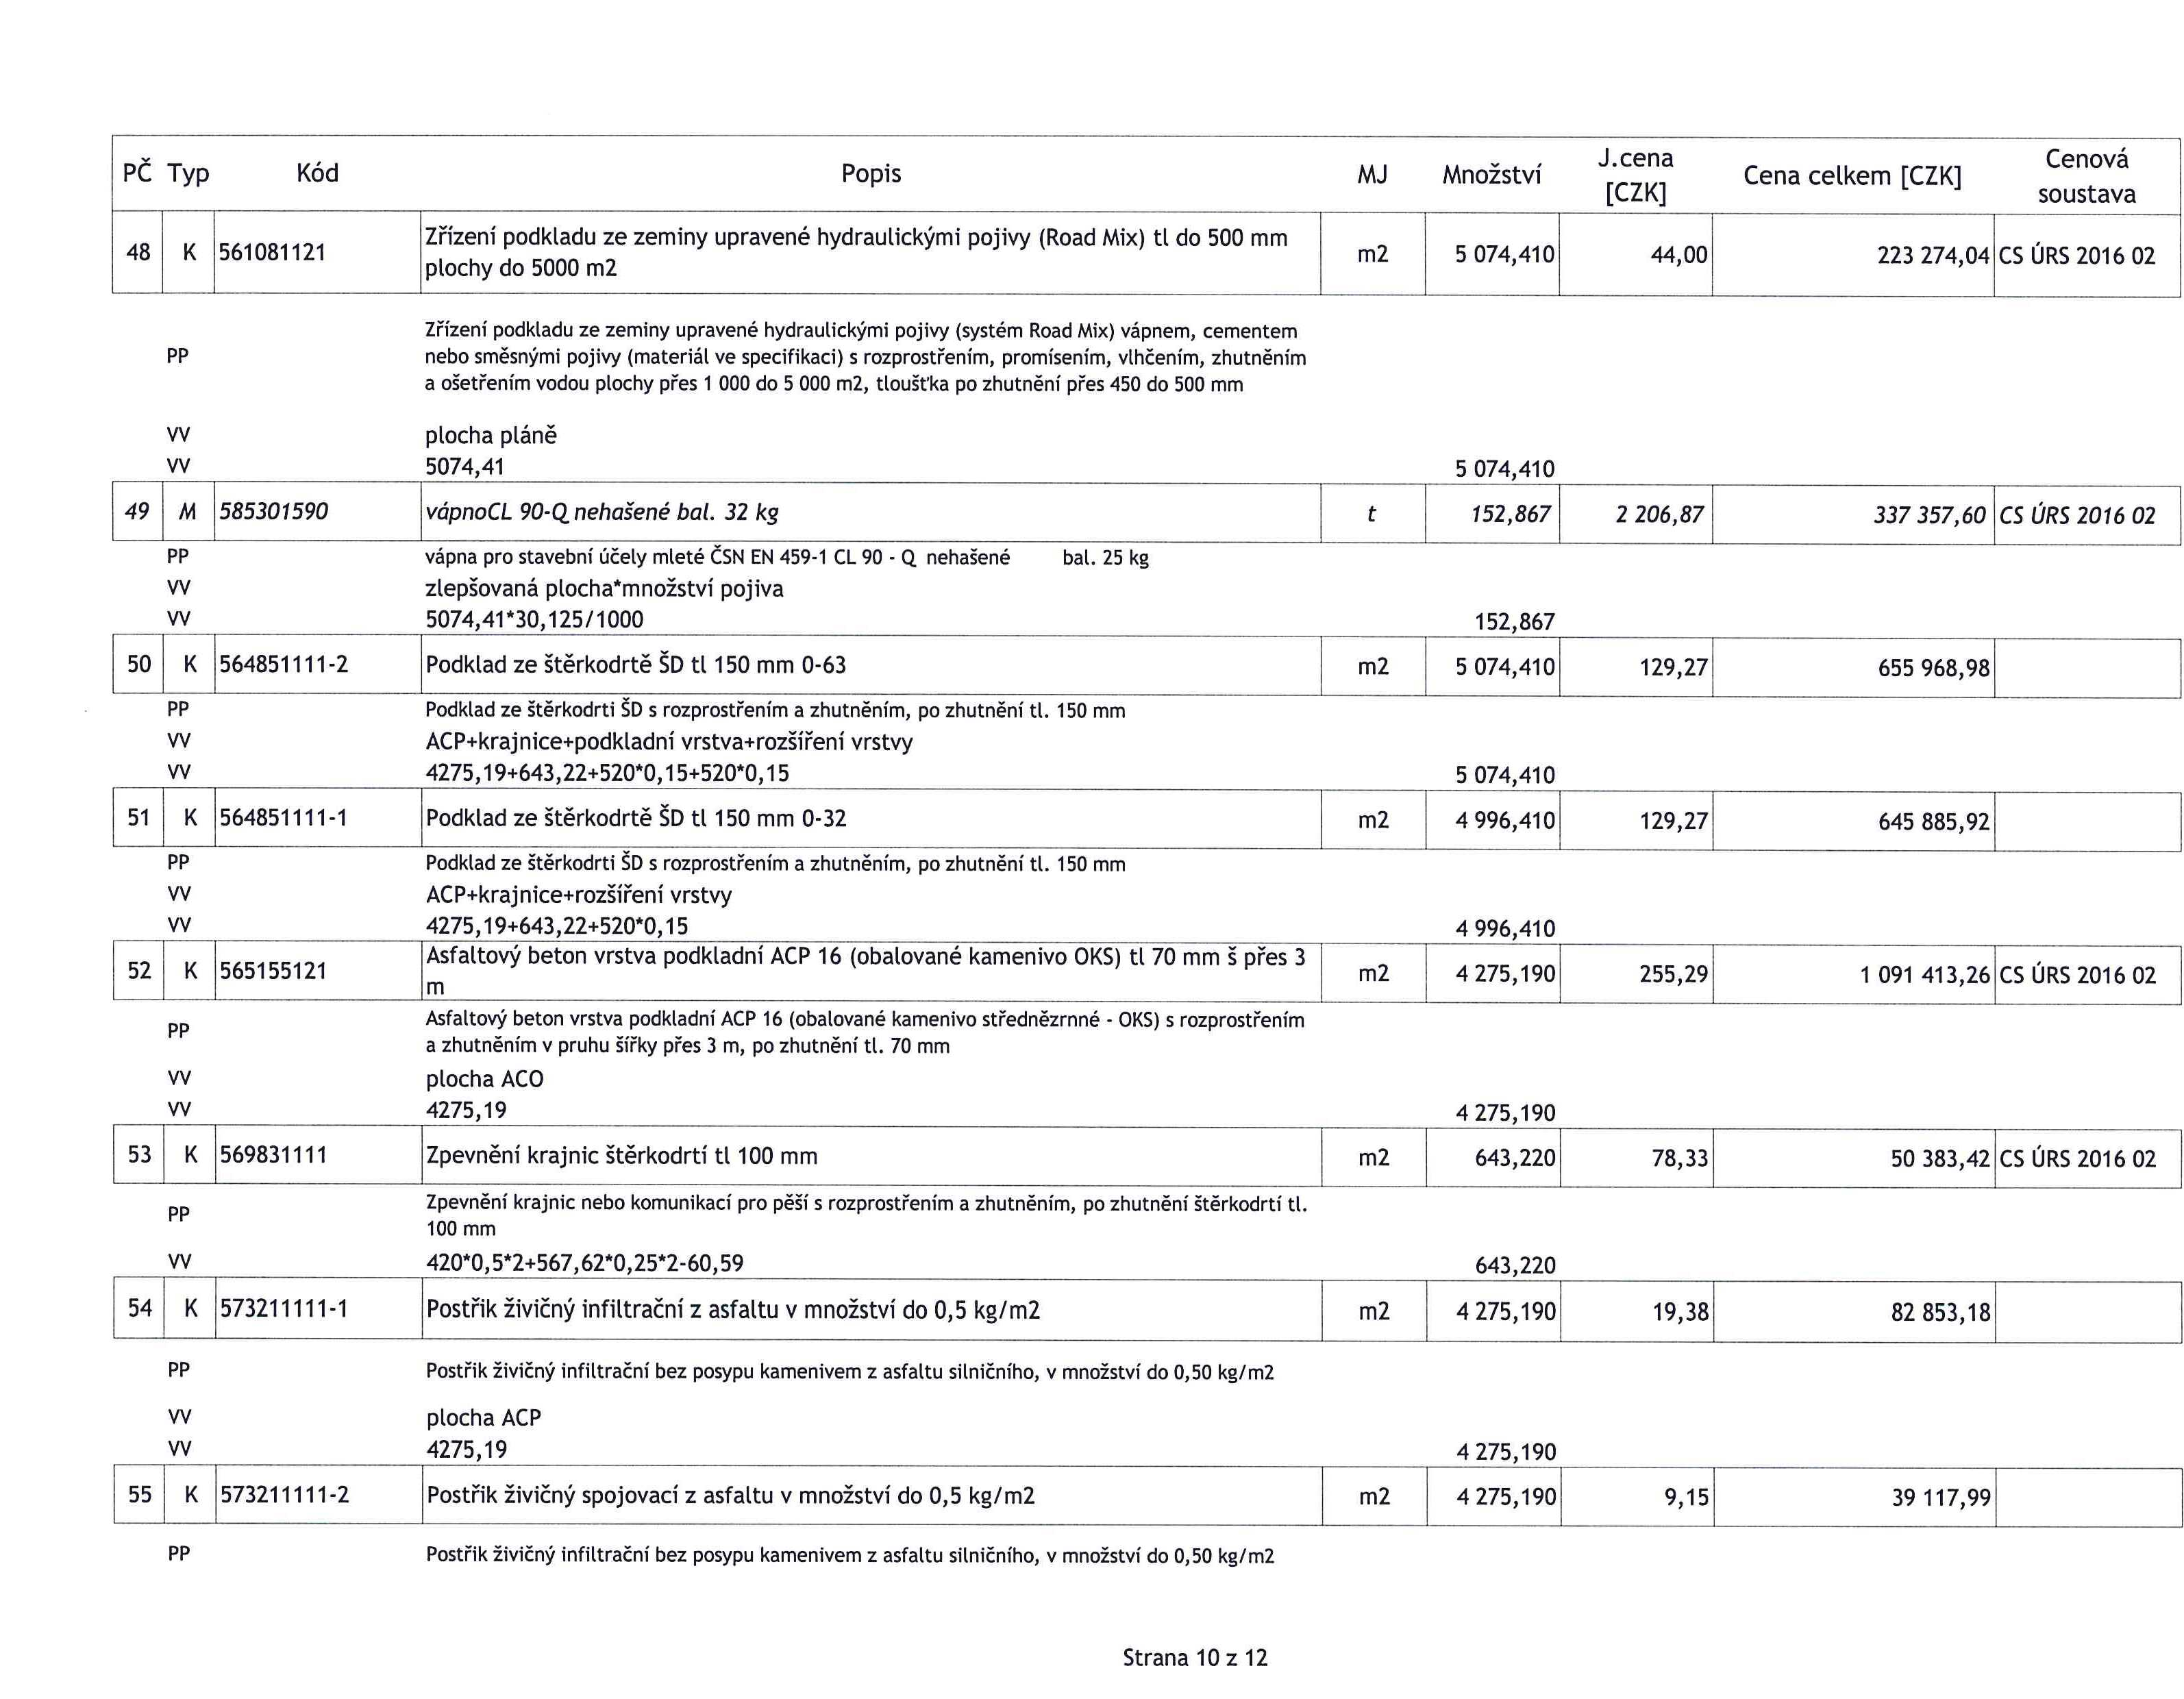 PČ Typ Kód Popis MJ Množství J.cena [CZK] Cena celkem [CZK] Cenová soustava
48 K 561081121 Zřízení podkladu ze zeminy upravené hydraulickými pojivy (Road Mix) tl do 500 mm plochy do 5000 m2 m2 5 074,410 44,00 223 274,04 CS ÚRS 2016 02
PP Zřízení podkladu ze zeminy upravené hydraulickými pojivy (systém Road Mix) vápnem, cementem
nebo směsnými pojivy (materiál ve specifikaci) s rozprostřením, promísením, vlhčením, zhutněním
a ošetřením vodou plochy přes 1 000 do 5 000 m2, tloušťka po zhutnění přes 450 do 500 mm
VV plocha pláně
VV 5074,41 5 074,410
49 M 585301590 vápnoCL 90-Q nehašené bal. 32 kg t 152,867 2 206,87 337 357,60 CS ÚRS 2016 02
PP vápna pro stavební účely mleté ČSN EN 459-1 CL 90 - Q nehašené bal. 25 kg
VV zlepšovaná plocha*množství pojiva
VV 5074,41*30,125/1000 152,867
50 K 564851111-2 Podklad ze štěrkodrtě ŠD tl 150 mm 0-63 m2 5 074,410 129,27 655 968,98
PP Podklad ze štěrkodrti ŠD s rozprostřením a zhutněním, po zhutnění tl. 150 mm
VV ACP+krajnice+podkladní vrstva+rozšíření vrstvy
VV 4275,19+643,22+520*0,15+520*0,15 5 074,410
51 K 564851111-1 Podklad ze štěrkodrtě ŠD tl 150 mm 0-32 m2 4 996,410 129,27 645 885,92
PP Podklad ze štěrkodrti ŠD s rozprostřením a zhutněním, po zhutnění tl. 150 mm
VV ACP+krajnice+rozšíření vrstvy
VV 4275,19+643,22+520*0,15 4 996,410
52 K 565155121 Asfaltový beton vrstva podkladní ACP 16 (obalované kamenivo OKS) tl 70 mm š přes 3 m m2 4 275,190 255,29 1 091 413,26 CS ÚRS 2016 02
PP Asfaltový beton vrstva podkladní ACP 16 (obalované kamenivo střednězrnné - OKS) s rozprostřením
a zhutněním v pruhu šířky přes 3 m, po zhutnění tl. 70 mm
VV plocha ACO
VV 4275,19 4 275,190
53 K 569831111 Zpevnění krajnic štěrkodrtí tl 100 mm m2 643,220 78,33 50 383,42 CS ÚRS 2016 02
PP Zpevnění krajnic nebo komunikací pro pěší s rozprostřením a zhutněním, po zhutnění štěrkodrtí tl.
100 mm
VV 420*0,5*2+567,62*0,25*2-60,59 643,220
54 K 573211111-1 Postřik živičný infiltrační z asfaltu v množství do 0,5 kg/m2 m2 4 275,190 19,38 82 853,18
PP Postřik živičný infiltrační bez posypu kamenivem z asfaltu silničního, v množství do 0,50 kg/m2
VV plocha ACP
VV 4275,19 4 275,190
55 K 573211111-2 Postřik živičný spojovací z asfaltu v množství do 0,5 kg/m2 m2 4 275,190 9,15 39 117,99
PP Postřik živičný infiltrační bez posypu kamenivem z asfaltu silničního, v množství do 0,50 kg/m2
Strana 10 z 12